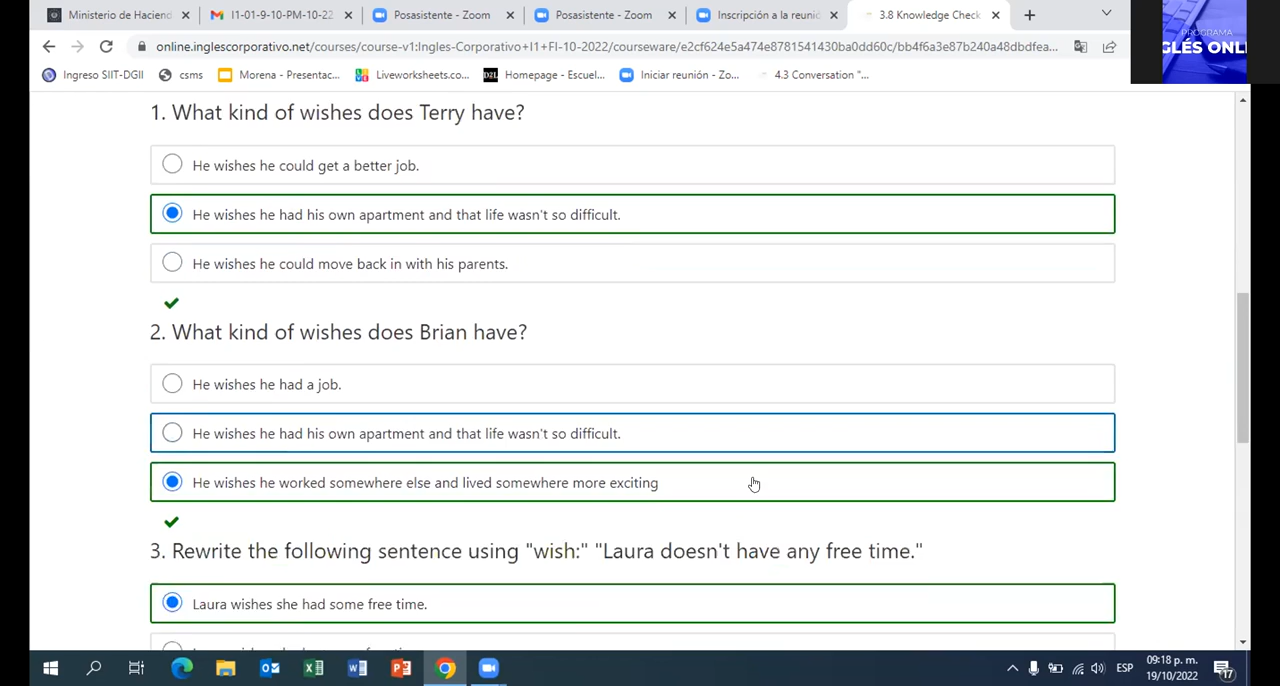 Ministerio de Haciend
I1-01-9-10-PM-10-22
Posasistente - Zoom
Posasistente - Zoom
Inscripción a la reunió
3.8 Knowledge Check
online.inglescorporativo.net/courses/course-v1:Ingles-Corporativo+I1+FI-10-2022/courseware/e2cf624e5a474e8781541430ba0dd60c/bb4f6a3e87b240a48dbdfea...
Ingreso SIIT-DGII
csms
Morena - Presentac...
Liveworksheets.co...
D2L
Homepage - Escuel...
Iniciar reunión - Zo...
4.3 Conversation "...
PROGRAMA
GLÉS ONLI
1. What kind of wishes does Terry have?
He wishes he could get a better job.
He wishes he had his own apartment and that life wasn't so difficult.
He wishes he could move back in with his parents.
2. What kind of wishes does Brian have?
He wishes he had a job.
He wishes he had his own apartment and that life wasn't so difficult.
He wishes he worked somewhere else and lived somewhere more exciting
3. Rewrite the following sentence using "wish:" "Laura doesn't have any free time."
Laura wishes she had some free time.
ESP
09:18 p. m.
19/10/2022
17